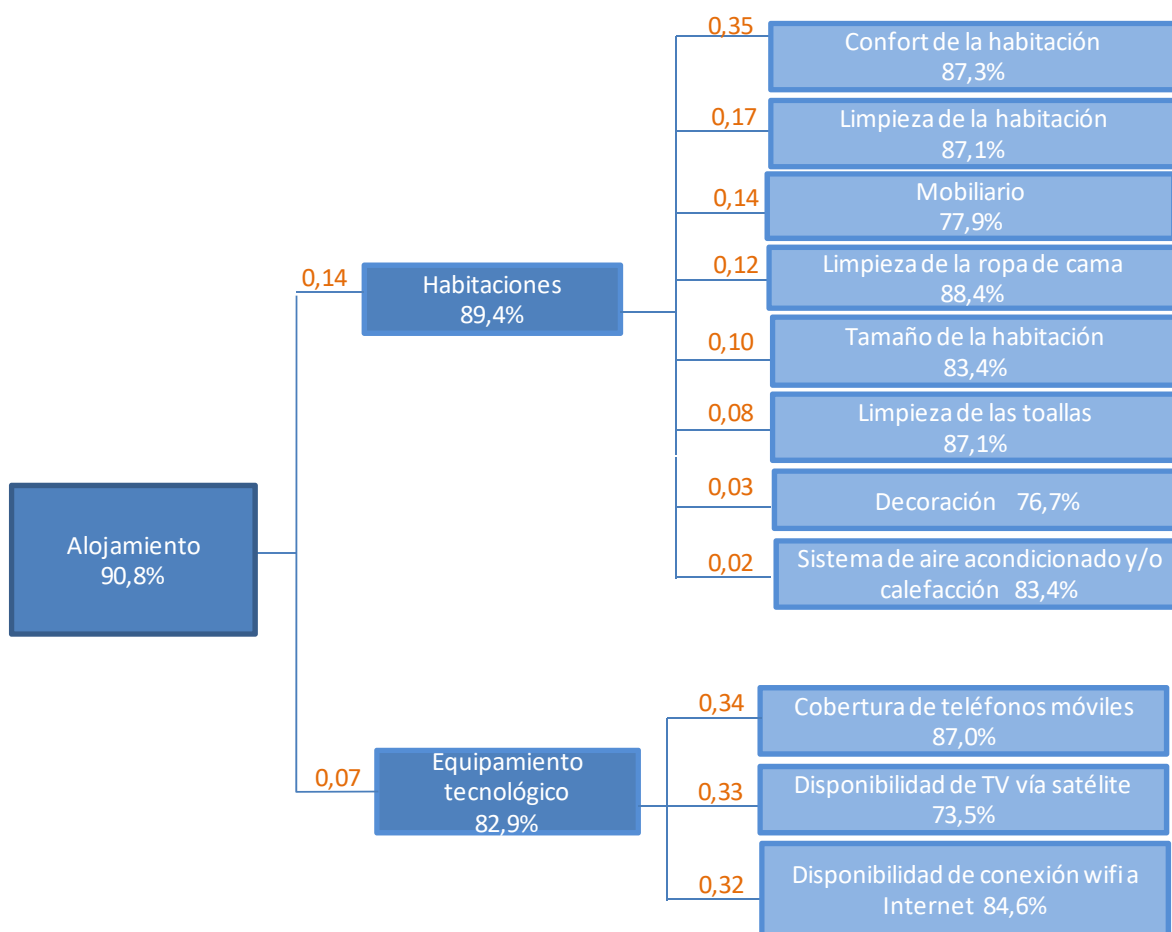 0,35
Confort de la habitación
87,3%
0,17
Limpieza de la habitación
87,1%
0,14
Mobiliario
77,9%
0,12
Limpieza de la ropa de cama
88,4%
0,14
Habitaciones
89,4%
0,10
Tamaño de la habitación
83,4%
0,08
Limpieza de las toallas
87,1%
0,03
Decoración 76,7%
0,02
Sistema de aire acondicionado y/o
calefacción 83,4%
Alojamiento
90,8%
0,07
Equipamiento
tecnológico
82,9%
0,34
Cobertura de teléfonos móviles
87,0%
0,33
Disponibilidad de TV vía satélite
73,5%
0,32
Disponibilidad de conexión wifi a
Internet 84,6%